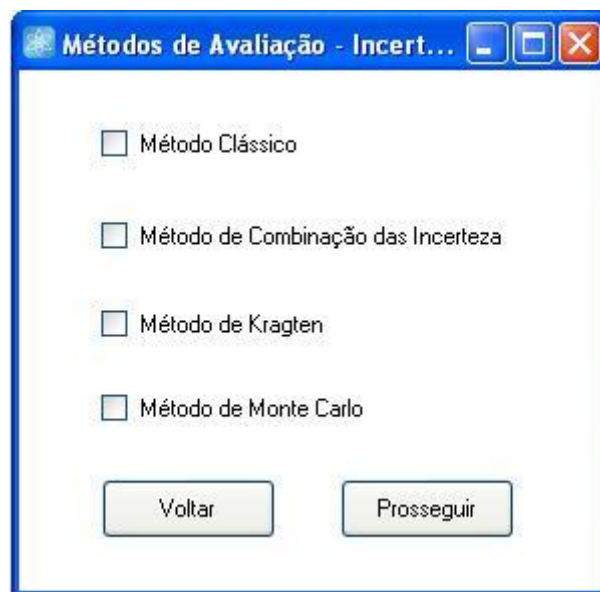 Métodos de Avaliação - Incert...
Método Clássico
Método de Combinação das Incerteza
Método de Kragten
Método de Monte Carlo
Voltar Prosseguir